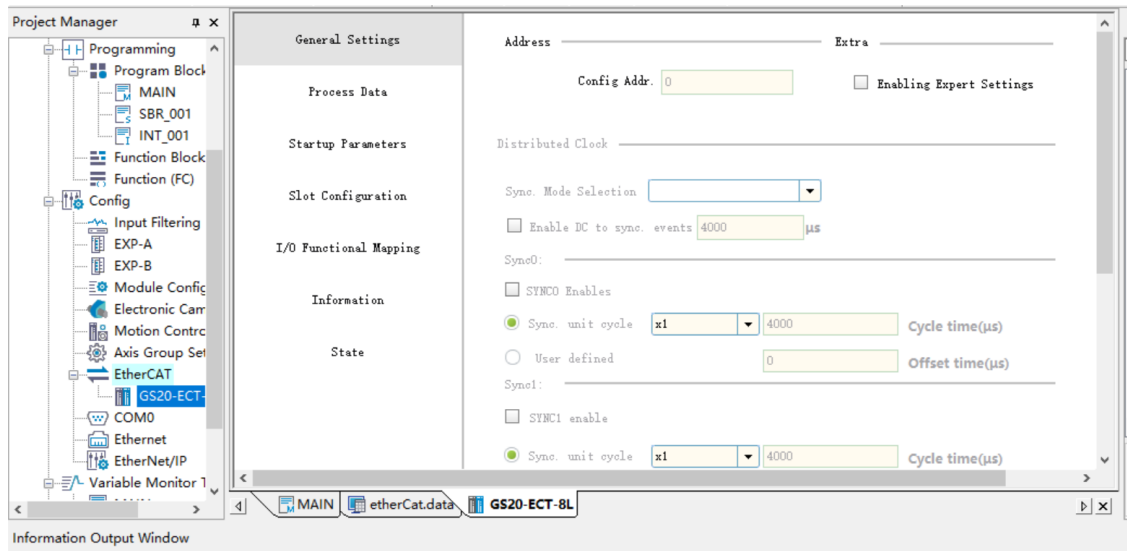 Project Manager
Programming
Program Block
MAIN
SBR_001
INT_001
Function Block
Function (FC)
Config
Input Filtering
EXP-A
EXP-B
Module Config
Electronic Cam
Motion Contro
Axis Group Set
EtherCAT
GS20-ECT-
COM0
Ethernet
EtherNet/IP
Variable Monitor T
General Settings
Process Data
Startup Parameters
Slot Configuration
I/O Functional Mapping
Information
State
Address Extra
Config Addr. 0 Enabling Expert Settings
Distributed Clock
Sync. Mode Selection
Enable DC to sync. events 4000 μs
Sync0:
SYNC0 Enables
Sync. unit cycle x1 4000 Cycle time(μs)
User defined 0 Offset time(μs)
Sync1:
SYNC1 enable
Sync. unit cycle x1 4000 Cycle time(μs)
MAIN etherCat.data GS20-ECT-8L
Information Output Window